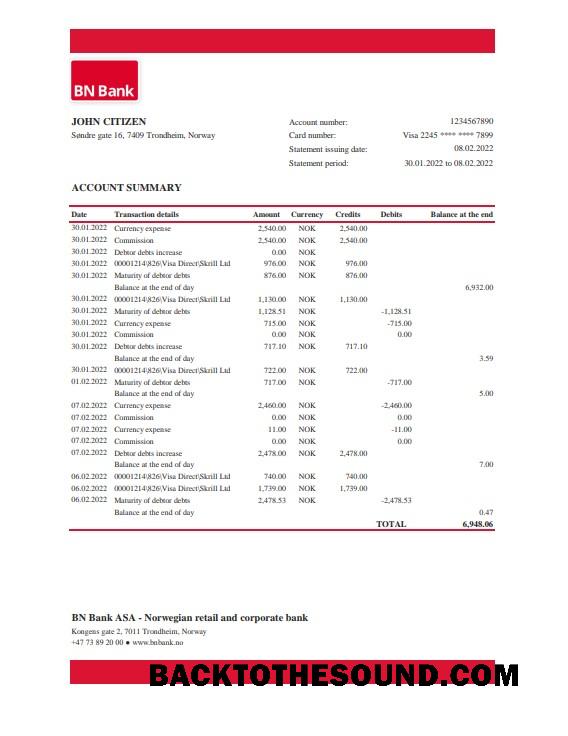 BN Bank
JOHN CITIZEN
Søndre gate 16, 7409 Trondheim, Norway
Account number: 1234567890
Card number: Visa 2245 **** **** 7899
Statement issuing date: 08.02.2022
Statement period: 30.01.2022 to 08.02.2022
ACCOUNT SUMMARY
Date Transaction details Amount Currency Credits Debits Balance at the end
30.01.2022 Currency expense 2,540.00 NOK 2,540.00
30.01.2022 Commission 2,540.00 NOK 2,540.00
30.01.2022 Debtor debts increase 0.00 NOK
30.01.2022 00001214\826\Visa Direct\Skrill Ltd 976.00 NOK 976.00
30.01.2022 Maturity of debtor debts 876.00 NOK 876.00
Balance at the end of day 6,932.00
30.01.2022 00001214\826\Visa Direct\Skrill Ltd 1,130.00 NOK 1,130.00
30.01.2022 Maturity of debtor debts 1,128.51 NOK -1,128.51
30.01.2022 Currency expense 715.00 NOK -715.00
30.01.2022 Commission 0.00 NOK 0.00
30.01.2022 Debtor debts increase 717.10 NOK 717.10
Balance at the end of day 3.59
30.01.2022 00001214\826\Visa Direct\Skrill Ltd 722.00 NOK 722.00
01.02.2022 Maturity of debtor debts 717.00 NOK -717.00
Balance at the end of day 5.00
07.02.2022 Currency expense 2,460.00 NOK -2,460.00
07.02.2022 Commission 0.00 NOK 0.00
07.02.2022 Currency expense 11.00 NOK -11.00
07.02.2022 Commission 0.00 NOK 0.00
07.02.2022 Debtor debts increase 2,478.00 NOK 2,478.00
Balance at the end of day 7.00
06.02.2022 00001214\826\Visa Direct\Skrill Ltd 740.00 NOK 740.00
06.02.2022 00001214\826\Visa Direct\Skrill Ltd 1,739.00 NOK 1,739.00
06.02.2022 Maturity of debtor debts 2,478.53 NOK -2,478.53
Balance at the end of day 0.47
TOTAL 6,948.06
BN Bank ASA - Norwegian retail and corporate bank
Kongens gate 2, 7011 Trondheim, Norway
+47 73 89 20 00 ● www.bnbank.no
BACKTOTHESOUND.COM